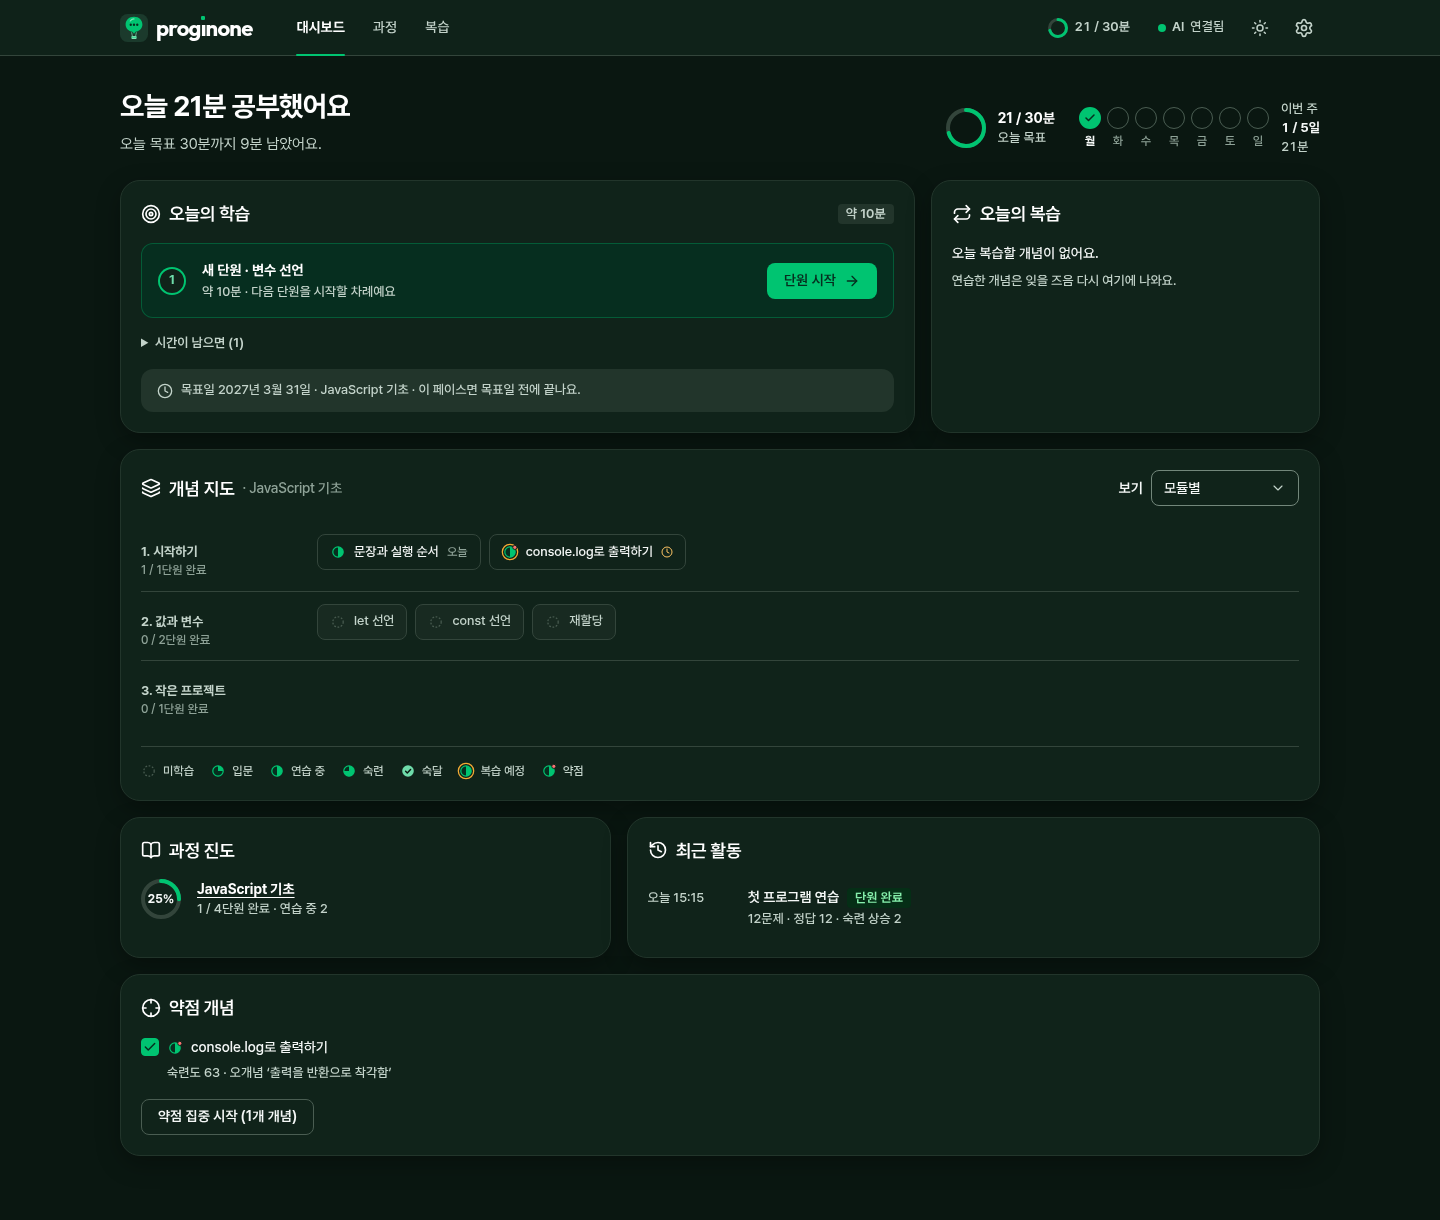 proginone
대시보드
과정
복습
21 / 30분
AI 연결됨
오늘 21분 공부했어요
오늘 목표 30분까지 9분 남았어요.
21 / 30분
오늘 목표
월 화 수 목 금 토 일
이번 주
1 / 5일
21분
오늘의 학습
약 10분
1
새 단원 · 변수 선언
약 10분 · 다음 단원을 시작할 차례예요
단원 시작
시간이 남으면 (1)
목표일 2027년 3월 31일 · JavaScript 기초 · 이 페이스면 목표일 전에 끝나요.
오늘의 복습
오늘 복습할 개념이 없어요.
연습한 개념은 잊을 즈음 다시 여기에 나와요.
개념 지도 · JavaScript 기초
보기
모듈별
1. 시작하기
1 / 1단원 완료
문장과 실행 순서 오늘
console.log로 출력하기
2. 값과 변수
0 / 2단원 완료
let 선언
const 선언
재할당
3. 작은 프로젝트
0 / 1단원 완료
미학습 입문 연습 중 숙련 숙달 복습 예정 약점
과정 진도
25%
JavaScript 기초
1 / 4단원 완료 · 연습 중 2
최근 활동
오늘 15:15
첫 프로그램 연습 단원 완료
12문제 · 정답 12 · 숙련 상승 2
약점 개념
console.log로 출력하기
숙련도 63 · 오개념 ‘출력을 반환으로 착각함’
약점 집중 시작 (1개 개념)